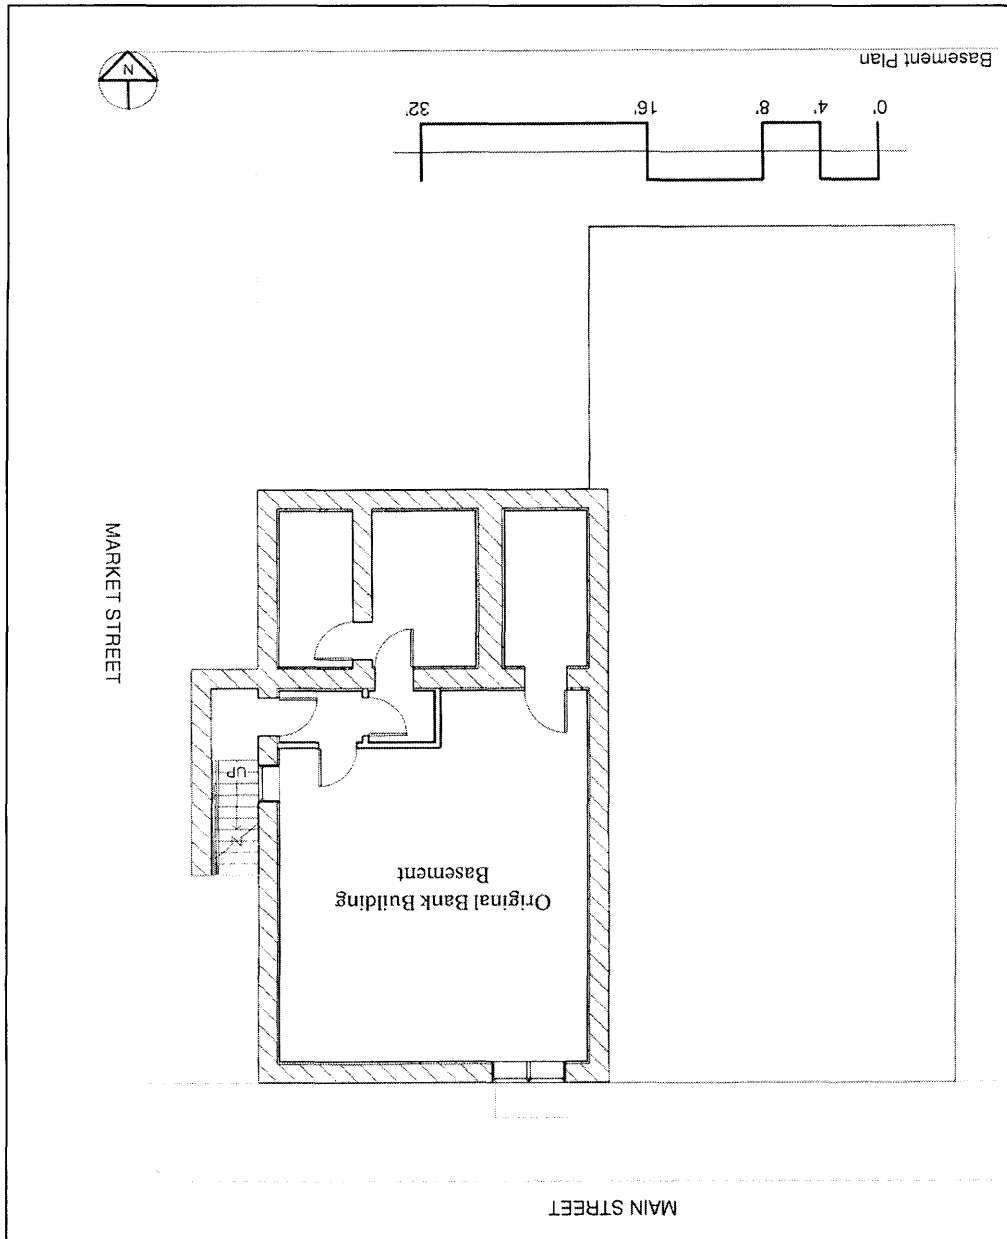 MAIN STREET
Original Bank Building
Basement
UP
MARKET STREET
0' 4' 8' 16' 32'
Basement Plan
N